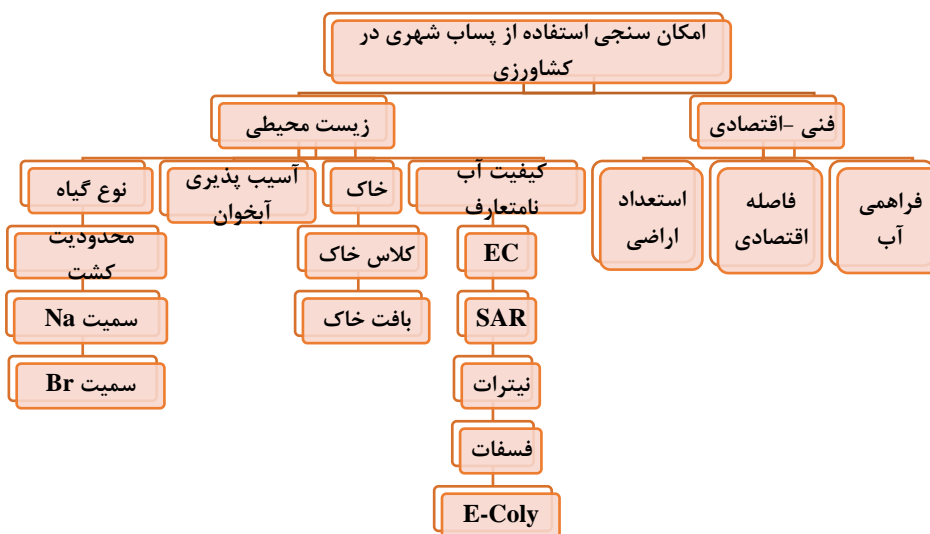 امکان سنجی استفاده از پساب شهری در
کشاورزی
فنی –اقتصادی
زیست محیطی
فراهمی
آب
فاصله
اقتصادی
استعداد
اراضی
کیفیت آب
نامتعارف
EC
SAR
نیترات
فسفات
E-Coly
خاک
کلاس خاک
بافت خاک
آسیب پذیری
آبخوان
نوع گیاه
محدودیت
کشت
سمیت Na
سمیت Br